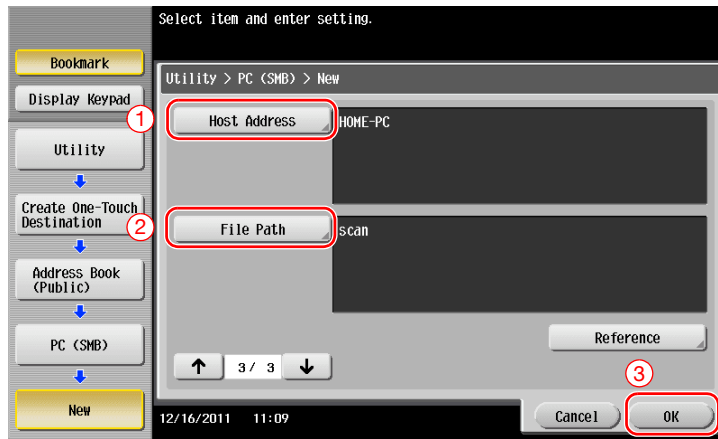 Select item and enter setting.
Bookmark
Display Keypad
Utility
Create One-Touch
Destination
Address Book
(Public)
PC (SMB)
New
Utility > PC (SMB) > New
1
Host Address
HOME-PC
2
File Path
scan
Reference
↑ 3/ 3 ↓
3
12/16/2011 11:09
Cancel
OK